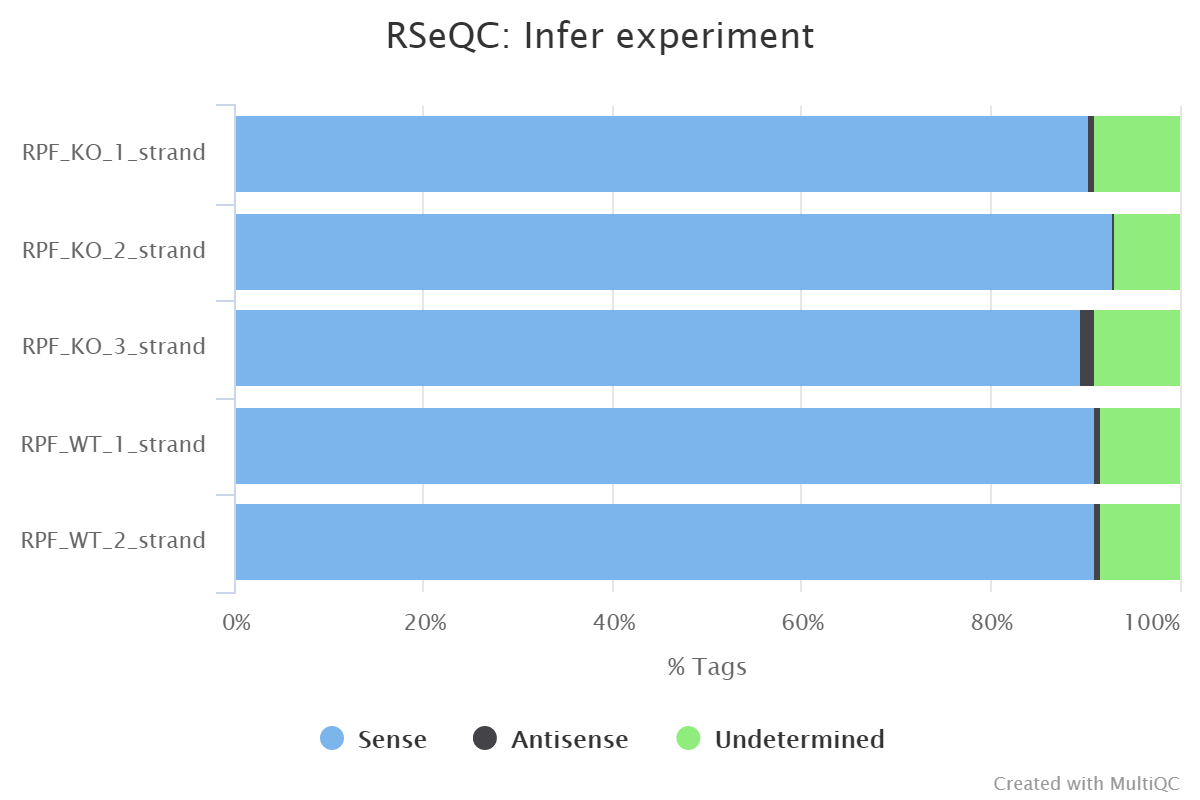 RSeQC: Infer experiment
RPF_KO_1_strand
RPF_KO_2_strand
RPF_KO_3_strand
RPF_WT_1_strand
RPF_WT_2_strand
0% 20% 40% 60% 80% 100%
% Tags
Sense Antisense Undetermined
Created with MultiQC